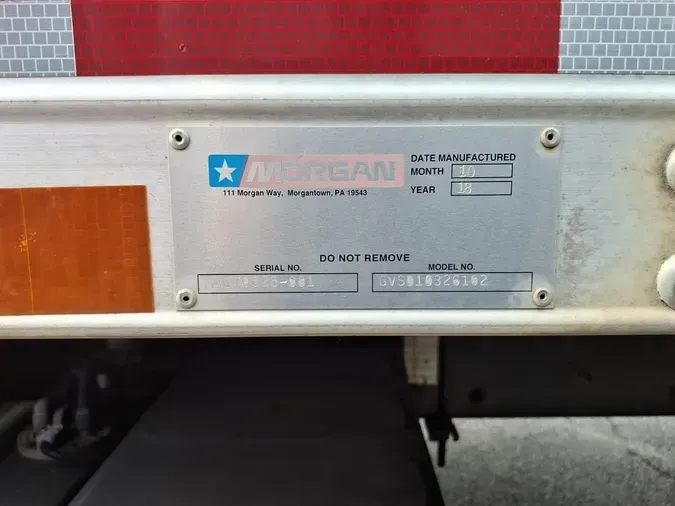 MORGAN
111 Morgan Way, Morgantown, PA 19543
DATE MANUFACTURED
MONTH 10
YEAR 18
DO NOT REMOVE
SERIAL NO.
MODEL NO.
GVS010326102